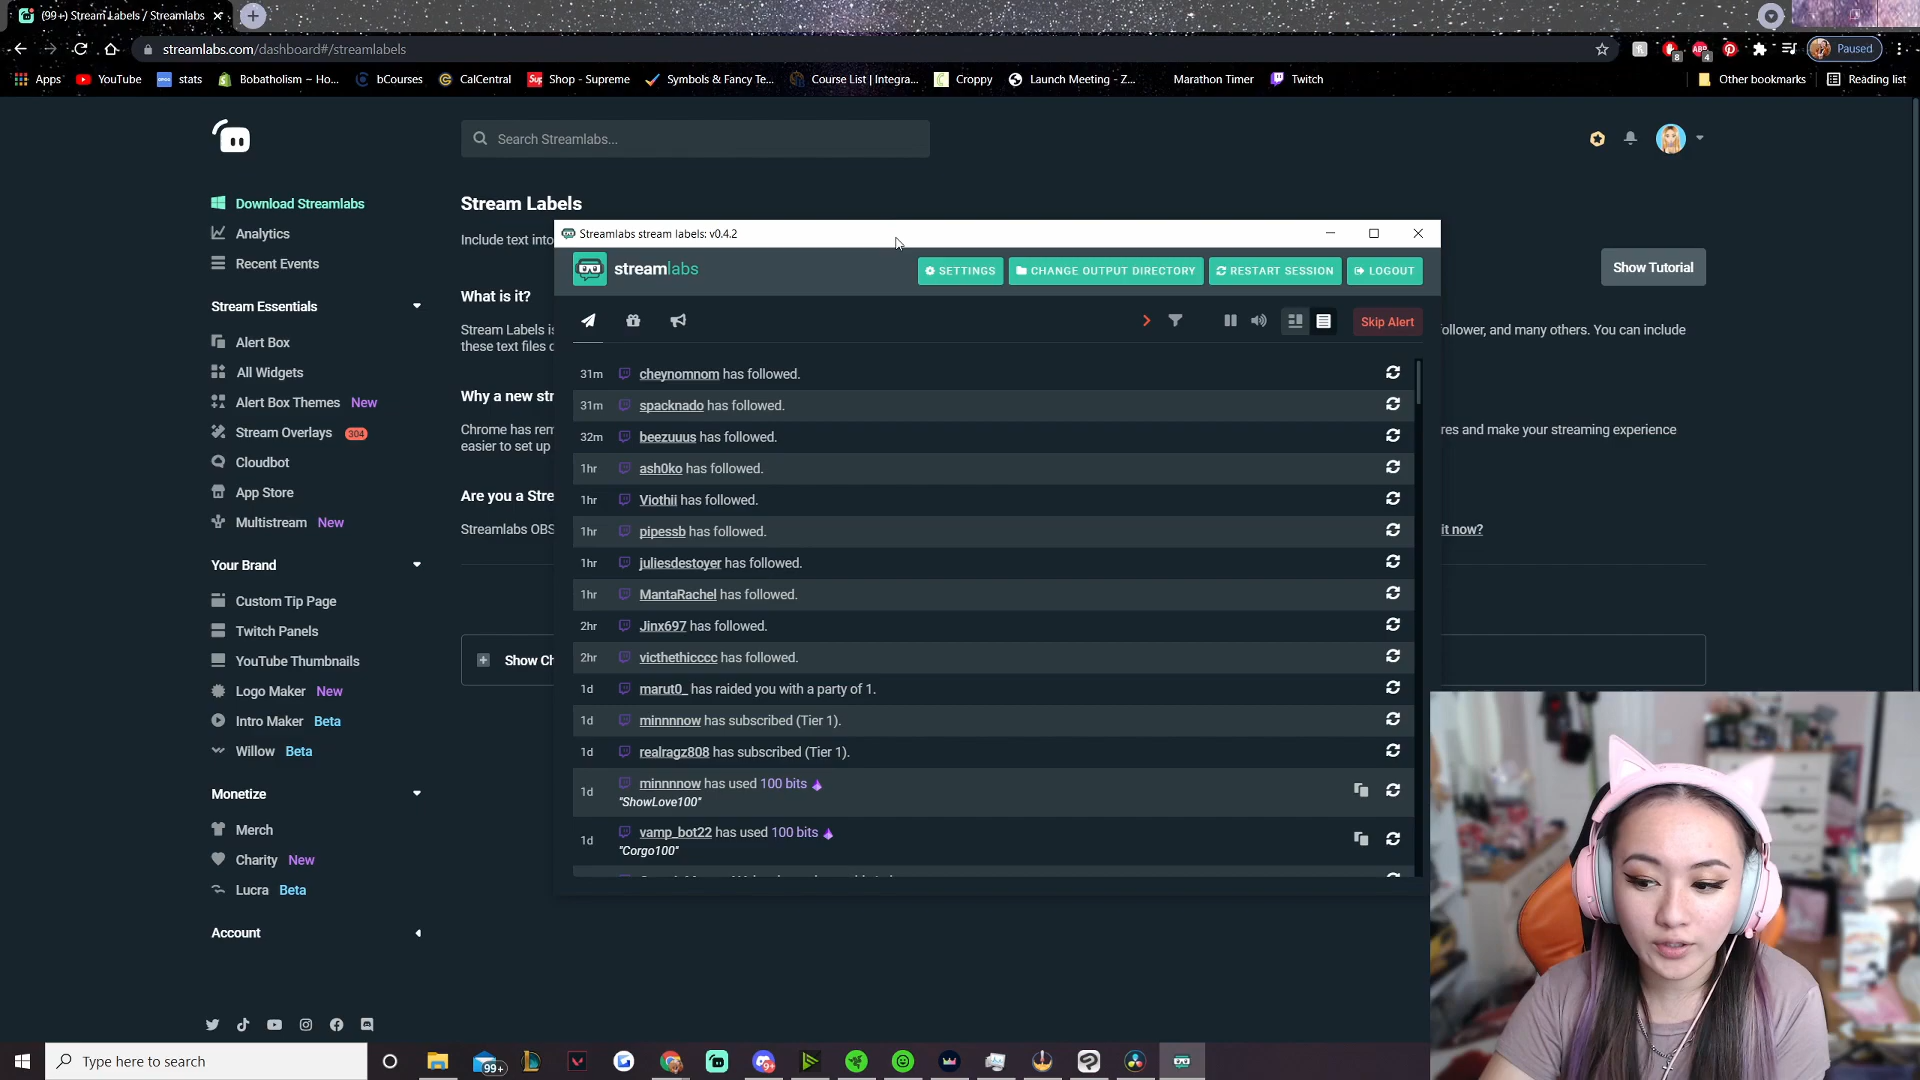 (99+) Stream Labels / Streamlabs
streamlabs.com/dashboard#/streamlabels
Paused
Apps
YouTube
stats
Bobatholism – Ho...
bCourses
CalCentral
Shop - Supreme
Symbols & Fancy Te...
Course List | Integra...
Croppy
Launch Meeting - Z...
Marathon Timer
Twitch
Other bookmarks
Reading list
Search Streamlabs...
Download Streamlabs
Analytics
Recent Events
Stream Essentials
Alert Box
All Widgets
Alert Box Themes New
Stream Overlays 304
Cloudbot
App Store
Multistream New
Your Brand
Custom Tip Page
Twitch Panels
YouTube Thumbnails
Logo Maker New
Intro Maker Beta
Willow Beta
Monetize
Merch
Charity New
Lucra Beta
Account
Stream Labels
Include text into
Show Tutorial
What is it?
Stream Labels is
ollower, and many others. You can include
these text files
Why a new str
Chrome has rem
res and make your streaming experience
easier to set up
Are you a Stre
Streamlabs OBS
it now?
Show Ch
Streamlabs stream labels: v0.4.2
streamlabs
SETTINGS
CHANGE OUTPUT DIRECTORY
RESTART SESSION
LOGOUT
Skip Alert
31m cheynomnom has followed.
31m spacknado has followed.
32m beezuuus has followed.
1hr ash0ko has followed.
1hr Viothii has followed.
1hr pipessb has followed.
1hr juliesdestoyer has followed.
1hr MantaRachel has followed.
2hr Jinx697 has followed.
2hr victhethicccc has followed.
1d marut0_ has raided you with a party of 1.
1d minnnnow has subscribed (Tier 1).
1d realragz808 has subscribed (Tier 1).
1d minnnnow has used 100 bits
"ShowLove100"
1d vamp_bot22 has used 100 bits
"Corgo100"
Type here to search
99+